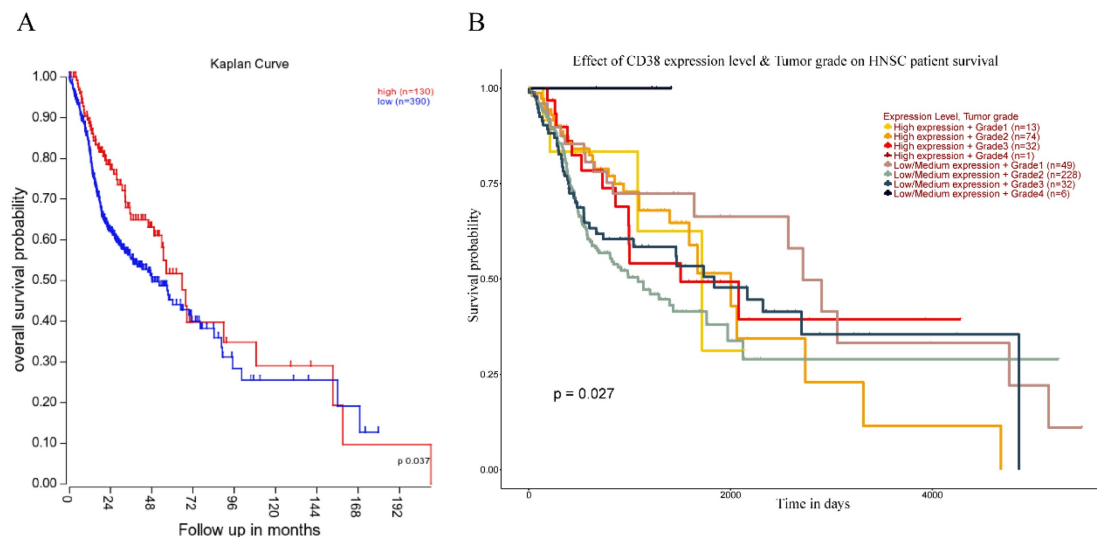 A
Kaplan Curve
high (n=130)
low (n=390)
overall survival probability
1.00
0.90
0.80
0.70
0.60
0.50
0.40
0.30
0.20
0.10
0.00
p 0.037
0 24 48 72 96 120 144 168 192
Follow up in months
B
Effect of CD38 expression level & Tumor grade on HNSC patient survival
Survival probability
1.00
0.75
0.50
0.25
0.00
Expression Level, Tumor grade
High expression + Grade1 (n=13)
High expression + Grade2 (n=74)
High expression + Grade3 (n=32)
High expression + Grade4 (n=1)
Low/Medium expression + Grade1 (n=49)
Low/Medium expression + Grade2 (n=228)
Low/Medium expression + Grade3 (n=32)
Low/Medium expression + Grade4 (n=6)
p = 0.027
0 2000 4000
Time in days